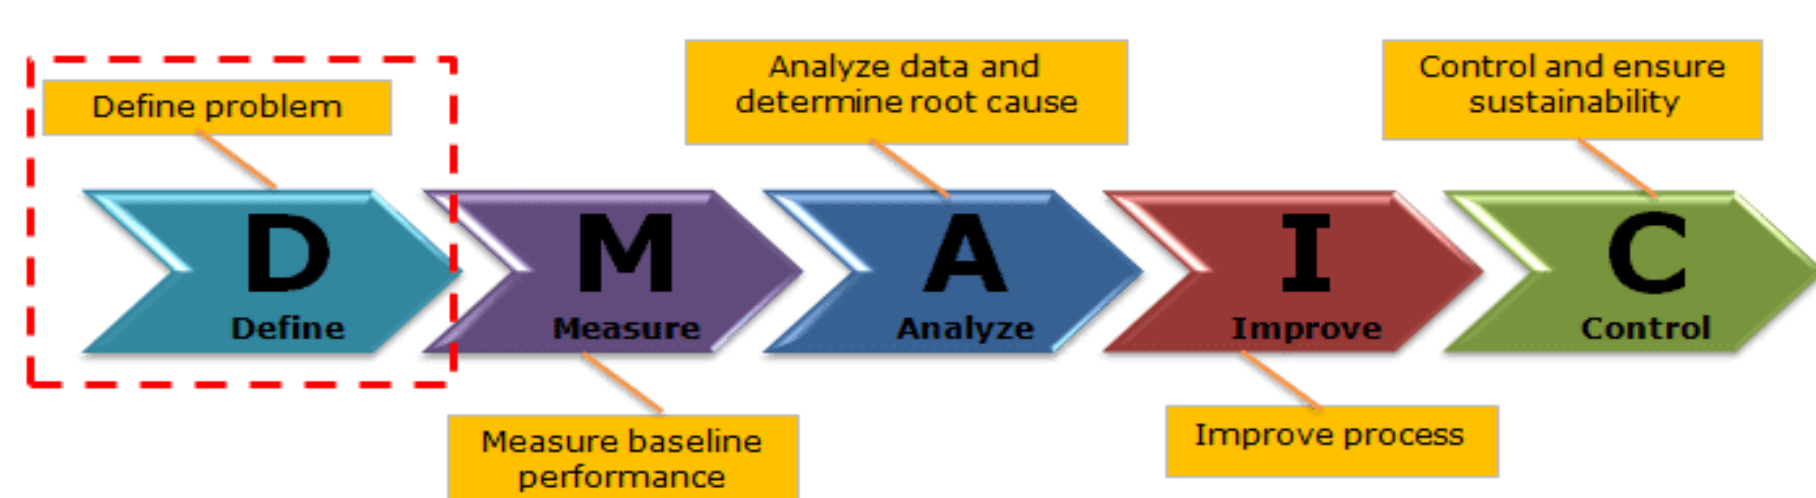 Define problem
Analyze data and
determine root cause
Control and ensure
sustainability
D
Define
M
Measure
A
Analyze
I
Improve
C
Control
Measure baseline
performance
Improve process